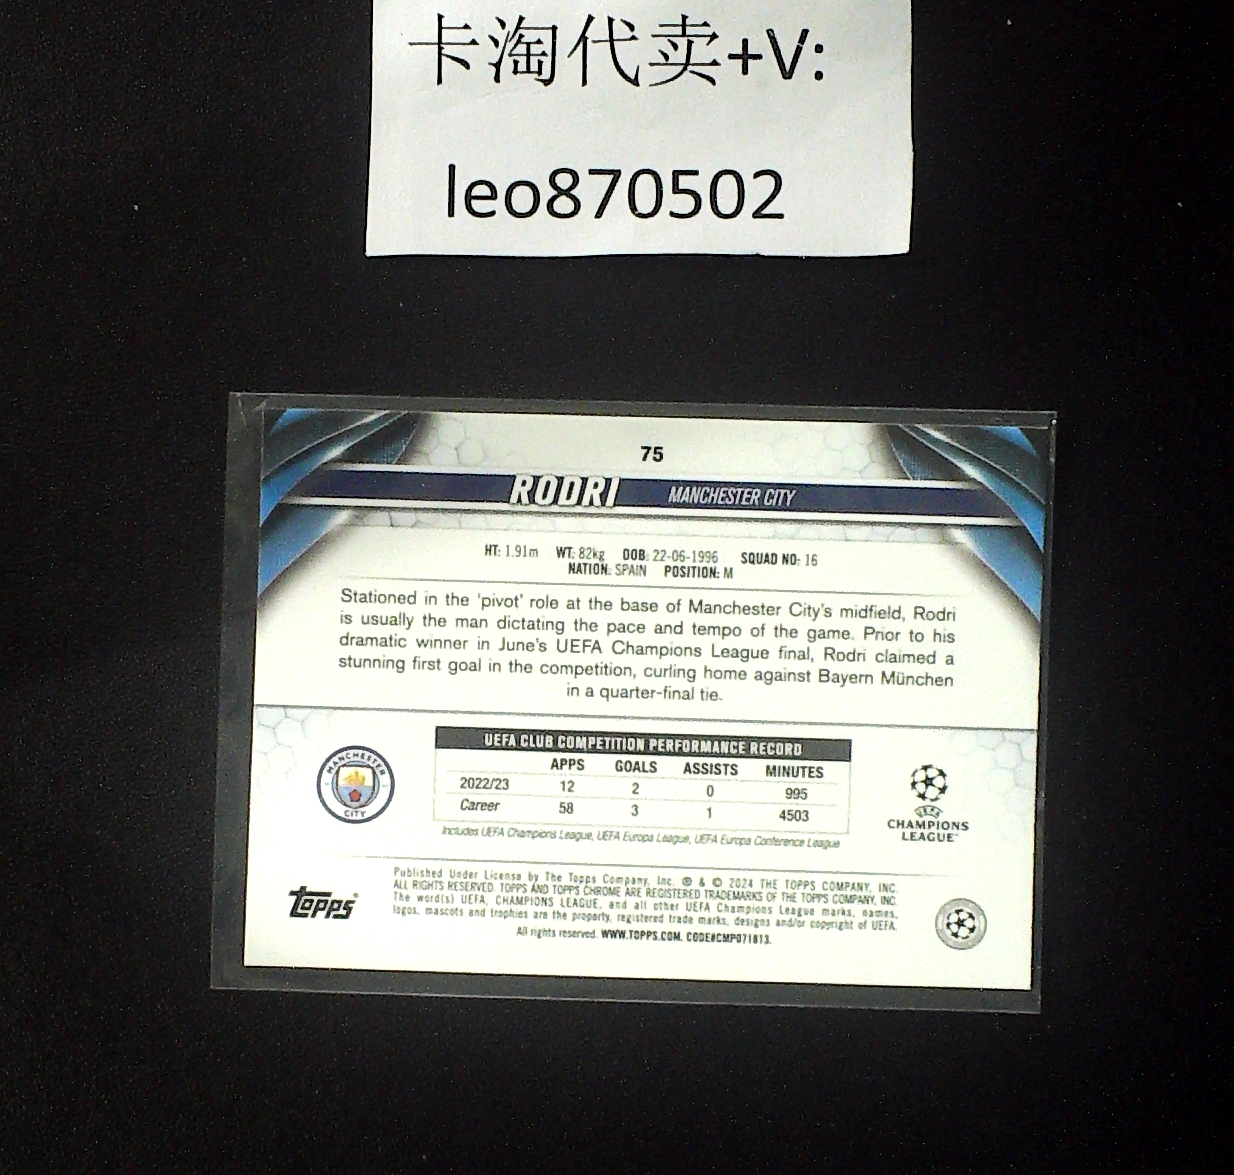 卡淘代卖+V:
leo870502
75
RODRI MANCHESTER CITY
HT: 1.91m WT: 82kg DOB: 22-06-1996 SQUAD NO: 16
NATION: SPAIN POSITION: M
Stationed in the 'pivot' role at the base of Manchester City's midfield, Rodri
is usually the man dictating the pace and tempo of the game. Prior to his
dramatic winner in June's UEFA Champions League final, Rodri claimed a
stunning first goal in the competition, curling home against Bayern München
in a quarter-final tie.
UEFA CLUB COMPETITION PERFORMANCE RECORD
APPS GOALS ASSISTS MINUTES
2022/23 12 2 0 995
Career 58 3 1 4503
Includes UEFA Champions League, UEFA Europa League, UEFA Europa Conference League
MANCHESTER
CITY
UEFA
CHAMPIONS
LEAGUE™
Topps®
Published Under License by The Topps Company, Inc. ® & © 2024 THE TOPPS COMPANY, INC.
ALL RIGHTS RESERVED. TOPPS AND TOPPS CHROME ARE REGISTERED TRADEMARKS OF THE TOPPS COMPANY, INC.
The word(s) UEFA, CHAMPIONS LEAGUE, and all other UEFA Champions League marks, names,
logos, mascots and trophies are the property, registered trade marks, designs and/or copyright of UEFA.
All rights reserved. WWW.TOPPS.COM. CODE#CMP071813.